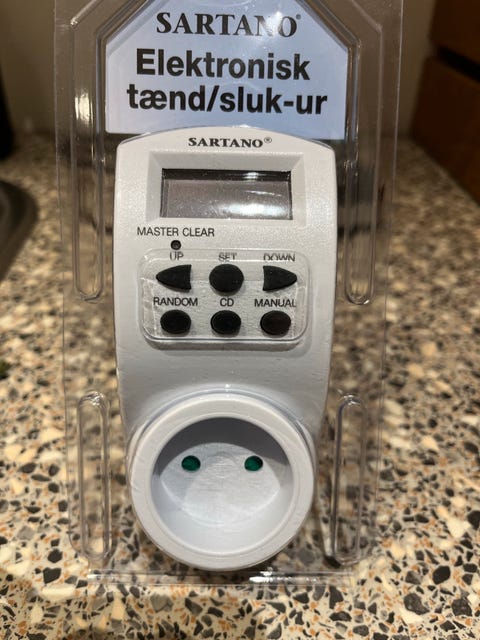 SARTANO®
Elektronisk
tænd/sluk-ur
SARTANO®
MASTER CLEAR
UP SET DOWN
RANDOM CD MANUAL